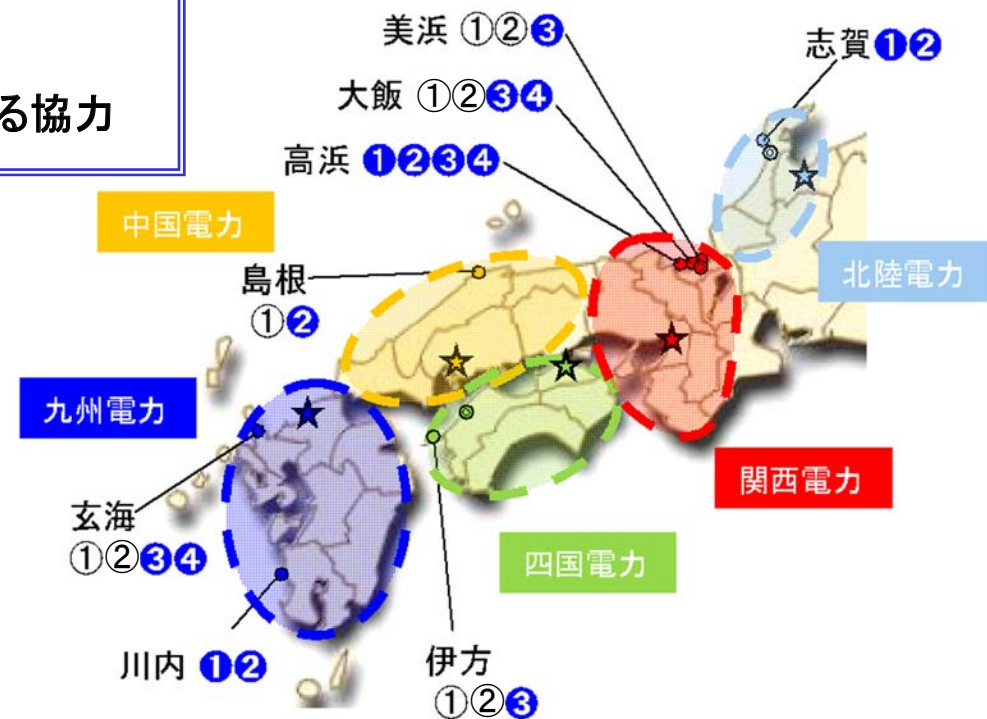 る協力
美浜 ①②❸
志賀❶❷
大飯 ①②❸❹
高浜 ❶❷❸❹
中国電力
北陸電力
島根
①❷
九州電力
関西電力
玄海
①②❸❹
四国電力
川内 ❶❷
伊方
①②❸